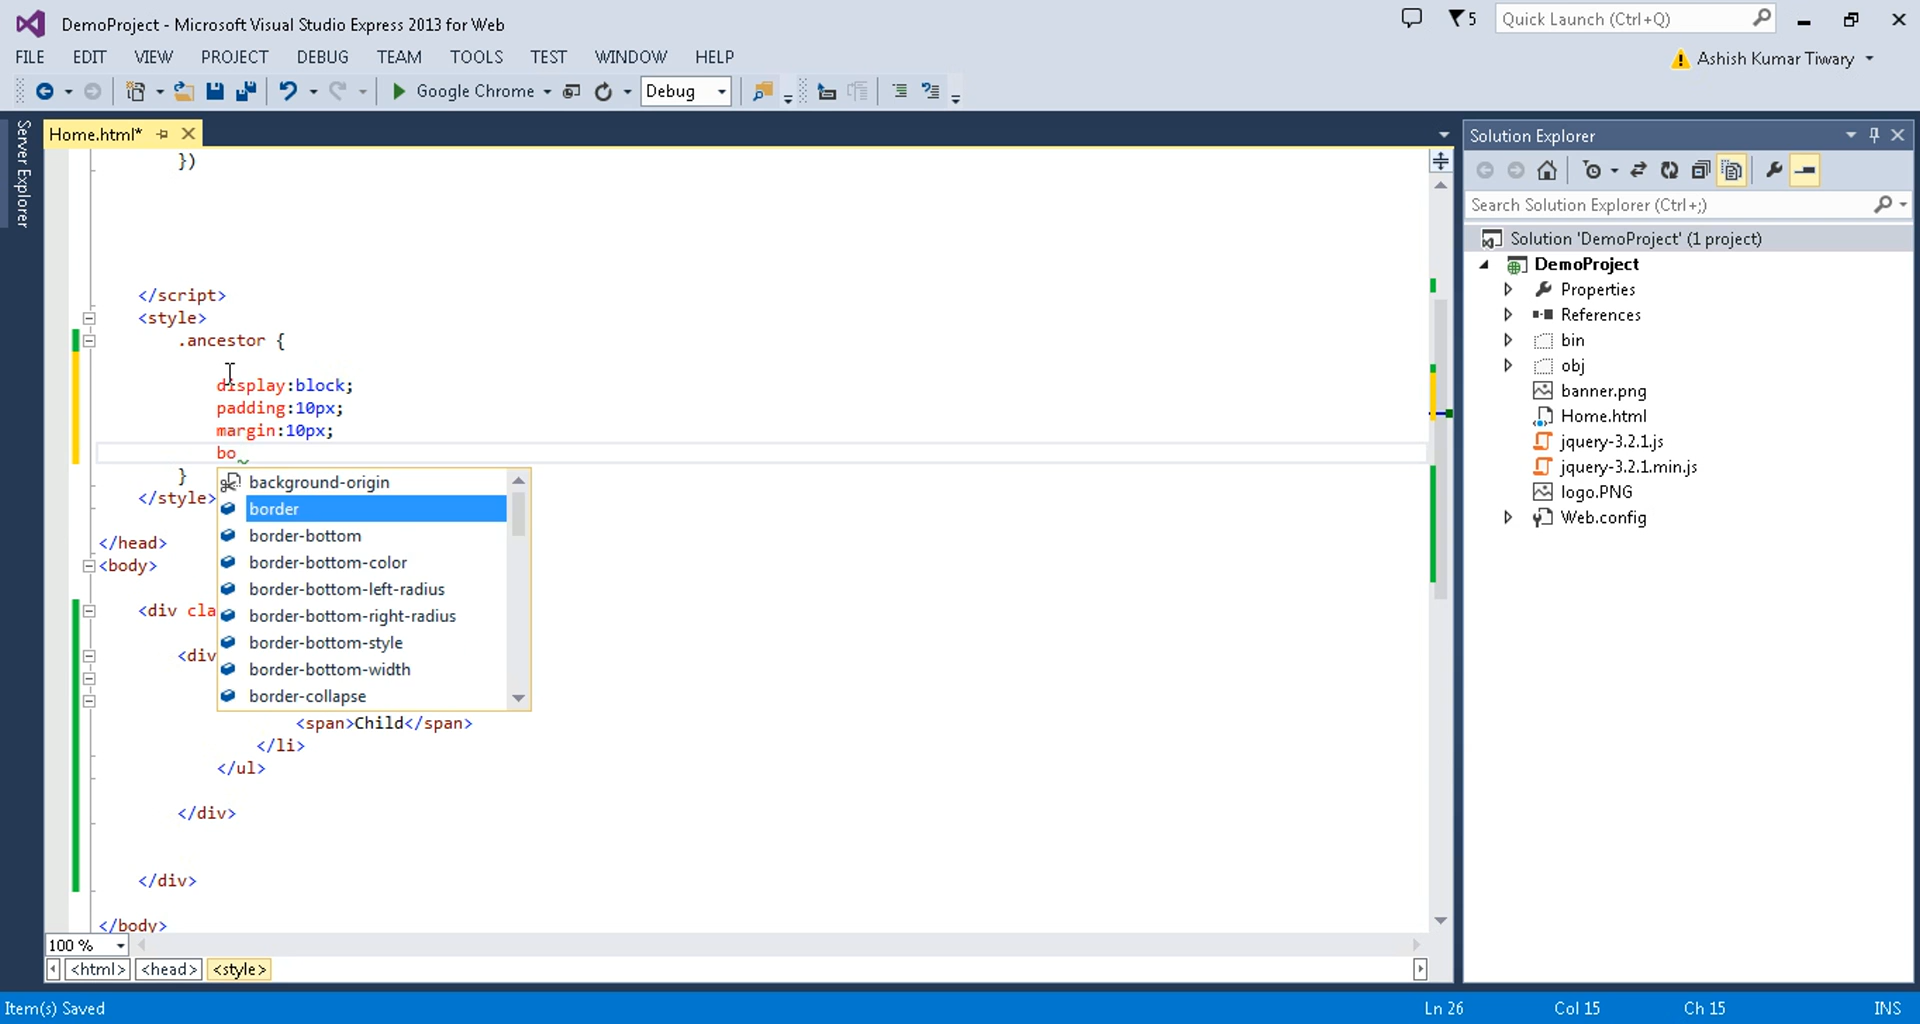 DemoProject - Microsoft Visual Studio Express 2013 for Web
5
Quick Launch (Ctrl+Q)
FILE EDIT VIEW PROJECT DEBUG TEAM TOOLS TEST WINDOW HELP
Ashish Kumar Tiwary
Google Chrome
Debug
Server Explorer
Home.html*
})
</script>
<style>
.ancestor {
display:block;
padding:10px;
margin:10px;
bo
}
</style>
</head>
<body>
<div cla
<div
<span>Child</span>
</li>
</ul>
</div>
</div>
</body>
background-origin
border
border-bottom
border-bottom-color
border-bottom-left-radius
border-bottom-right-radius
border-bottom-style
border-bottom-width
border-collapse
100 %
<html> <head> <style>
Solution Explorer
Search Solution Explorer (Ctrl+;)
Solution 'DemoProject' (1 project)
DemoProject
Properties
References
bin
obj
banner.png
Home.html
jquery-3.2.1.js
jquery-3.2.1.min.js
logo.PNG
Web.config
Item(s) Saved
Ln 26 Col 15 Ch 15 INS